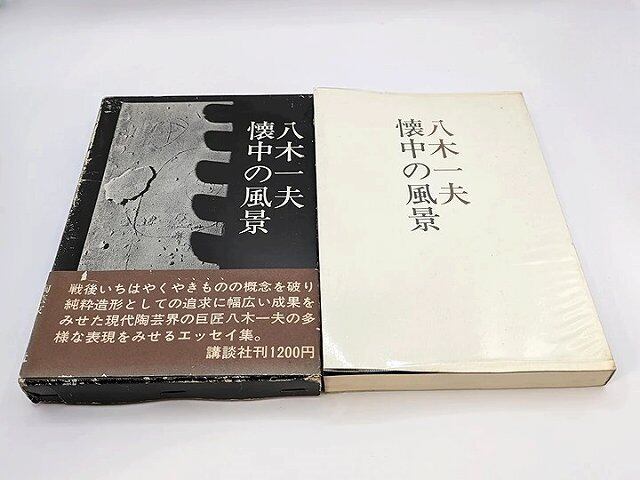 八木一夫
懐中の風景
戦後いちはやくやきものの概念を破り
純粋造形としての追求に幅広い成果を
みせた現代陶芸界の巨匠八木一夫の多
様な表現をみせるエッセイ集。
講談社刊1200円
八木一夫
懐中の風景